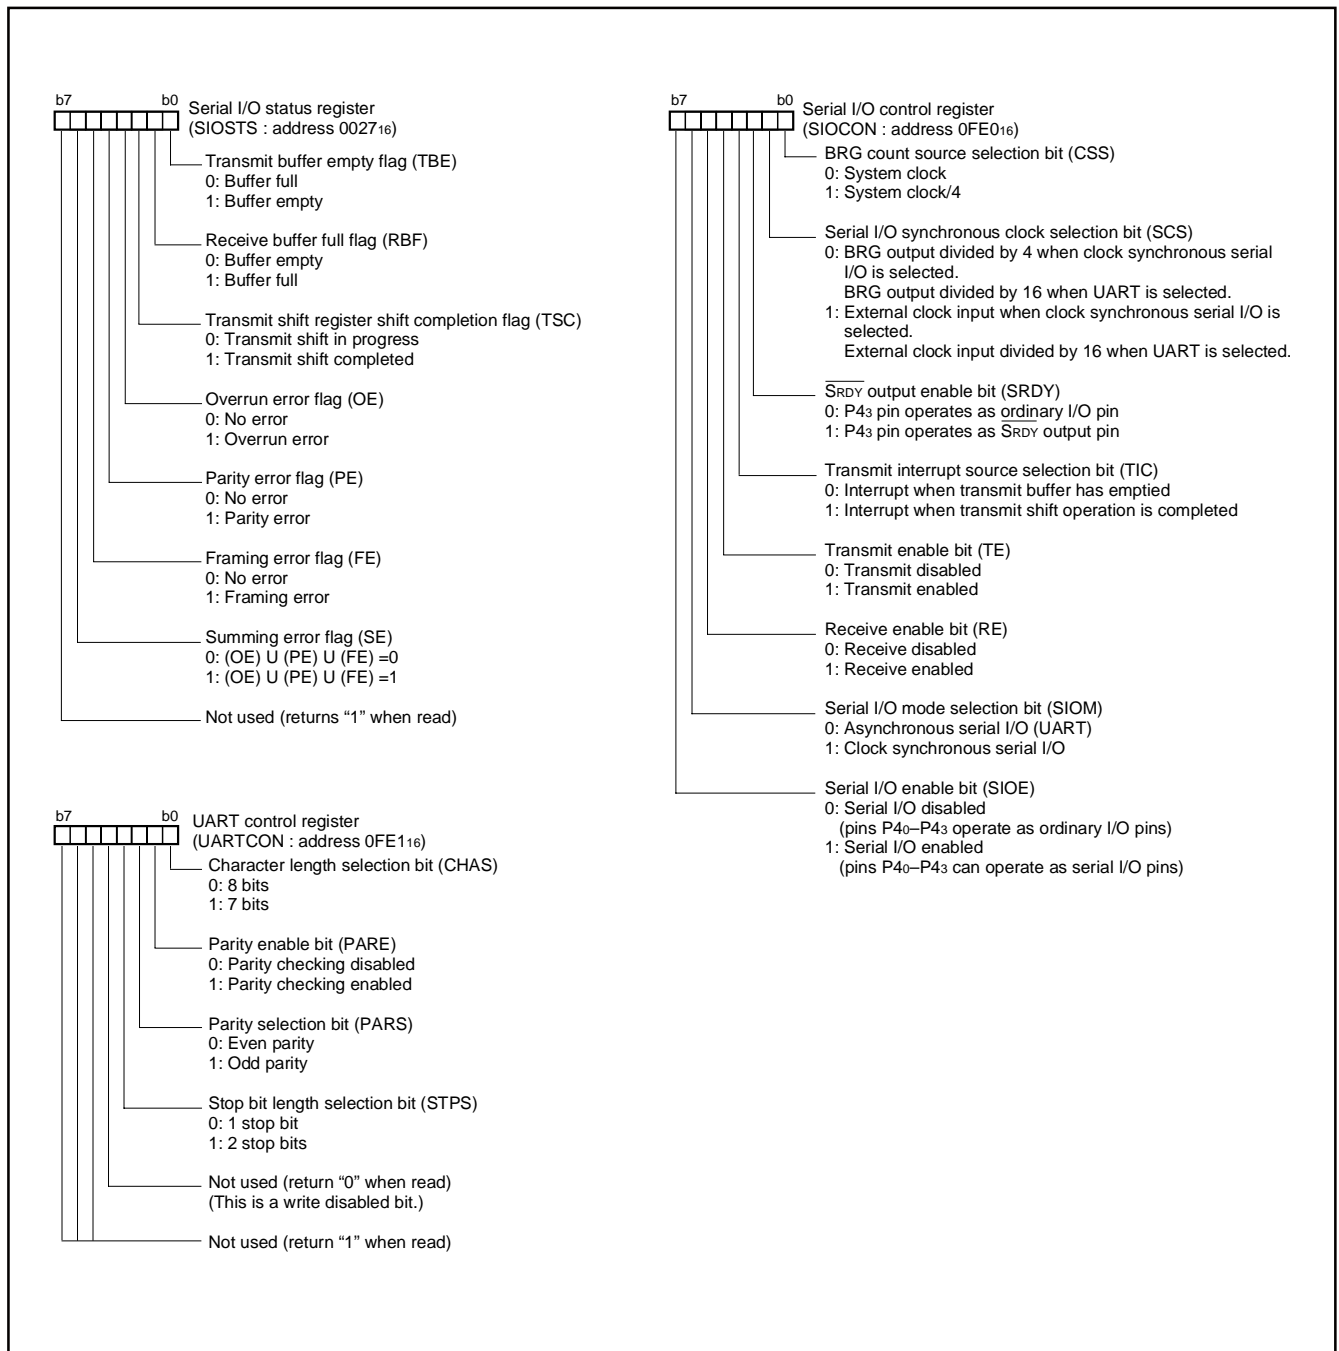 b7 b0
Serial I/O status register
(SIOSTS : address 002716)
Transmit buffer empty flag (TBE)
0: Buffer full
1: Buffer empty
Receive buffer full flag (RBF)
0: Buffer empty
1: Buffer full
Transmit shift register shift completion flag (TSC)
0: Transmit shift in progress
1: Transmit shift completed
Overrun error flag (OE)
0: No error
1: Overrun error
Parity error flag (PE)
0: No error
1: Parity error
Framing error flag (FE)
0: No error
1: Framing error
Summing error flag (SE)
0: (OE) U (PE) U (FE) =0
1: (OE) U (PE) U (FE) =1
Not used (returns “1” when read)
b7 b0
UART control register
(UARTCON : address 0FE116)
Character length selection bit (CHAS)
0: 8 bits
1: 7 bits
Parity enable bit (PARE)
0: Parity checking disabled
1: Parity checking enabled
Parity selection bit (PARS)
0: Even parity
1: Odd parity
Stop bit length selection bit (STPS)
0: 1 stop bit
1: 2 stop bits
Not used (return “0” when read)
(This is a write disabled bit.)
Not used (return “1” when read)
b7 b0
Serial I/O control register
(SIOCON : address 0FE016)
BRG count source selection bit (CSS)
0: System clock
1: System clock/4
Serial I/O synchronous clock selection bit (SCS)
0: BRG output divided by 4 when clock synchronous serial
I/O is selected.
BRG output divided by 16 when UART is selected.
1: External clock input when clock synchronous serial I/O is
selected.
External clock input divided by 16 when UART is selected.
SRDY output enable bit (SRDY)
0: P43 pin operates as ordinary I/O pin
1: P43 pin operates as SRDY output pin
Transmit interrupt source selection bit (TIC)
0: Interrupt when transmit buffer has emptied
1: Interrupt when transmit shift operation is completed
Transmit enable bit (TE)
0: Transmit disabled
1: Transmit enabled
Receive enable bit (RE)
0: Receive disabled
1: Receive enabled
Serial I/O mode selection bit (SIOM)
0: Asynchronous serial I/O (UART)
1: Clock synchronous serial I/O
Serial I/O enable bit (SIOE)
0: Serial I/O disabled
(pins P40–P43 operate as ordinary I/O pins)
1: Serial I/O enabled
(pins P40–P43 can operate as serial I/O pins)